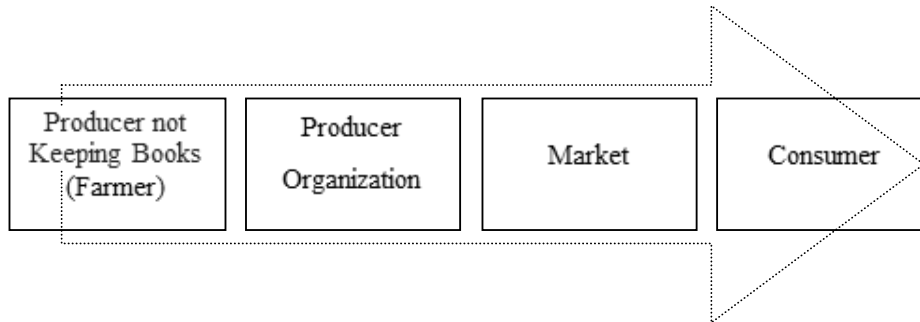 Producer not
Keeping Books
(Farmer)
Producer
Organization
Market
Consumer